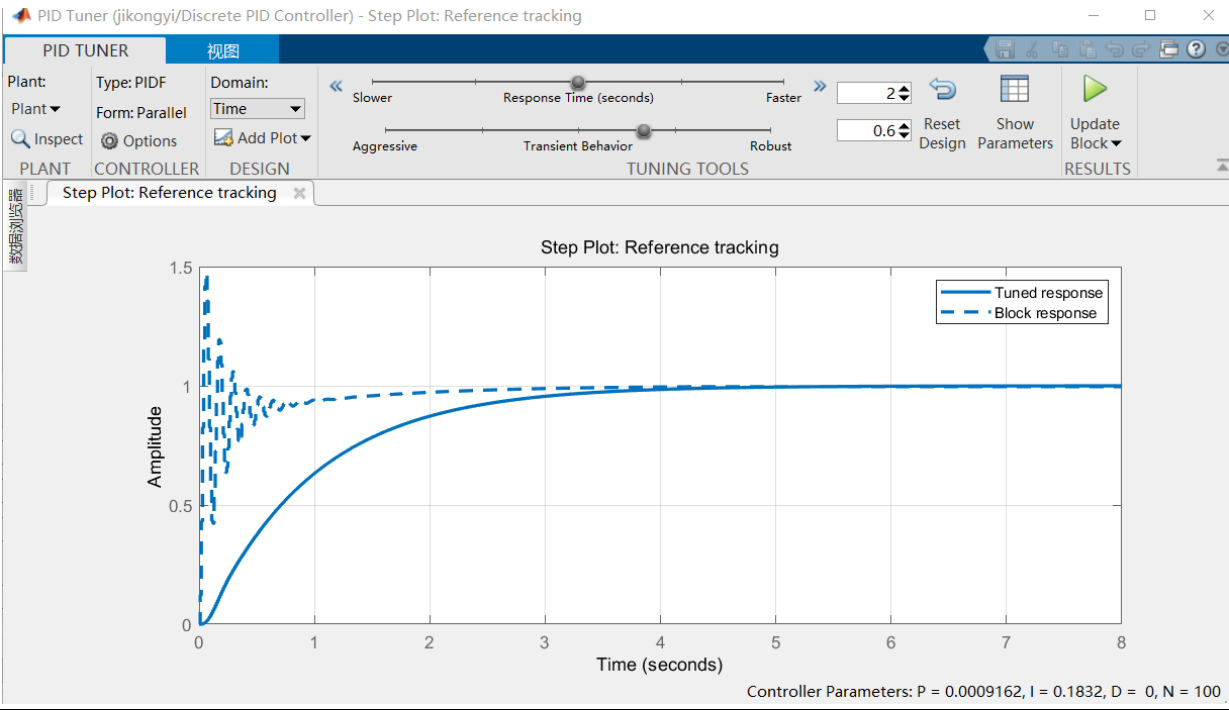 PID Tuner (jikongyi/Discrete PID Controller) - Step Plot: Reference tracking
PID TUNER
视图
Plant:
Plant
Inspect
PLANT
Type: PIDF
Form: Parallel
Options
CONTROLLER
Domain:
Time
Add Plot
DESIGN
Slower
Response Time (seconds)
Faster
2
Aggressive
Transient Behavior
Robust
0.6
Reset
Design
Show
Parameters
TUNING TOOLS
Update
Block
RESULTS
数据浏览器
Step Plot: Reference tracking
Step Plot: Reference tracking
Tuned response
Block response
Amplitude
1.5
1
0.5
0
0 1 2 3 4 5 6 7 8
Time (seconds)
Controller Parameters: P = 0.0009162, I = 0.1832, D = 0, N = 100